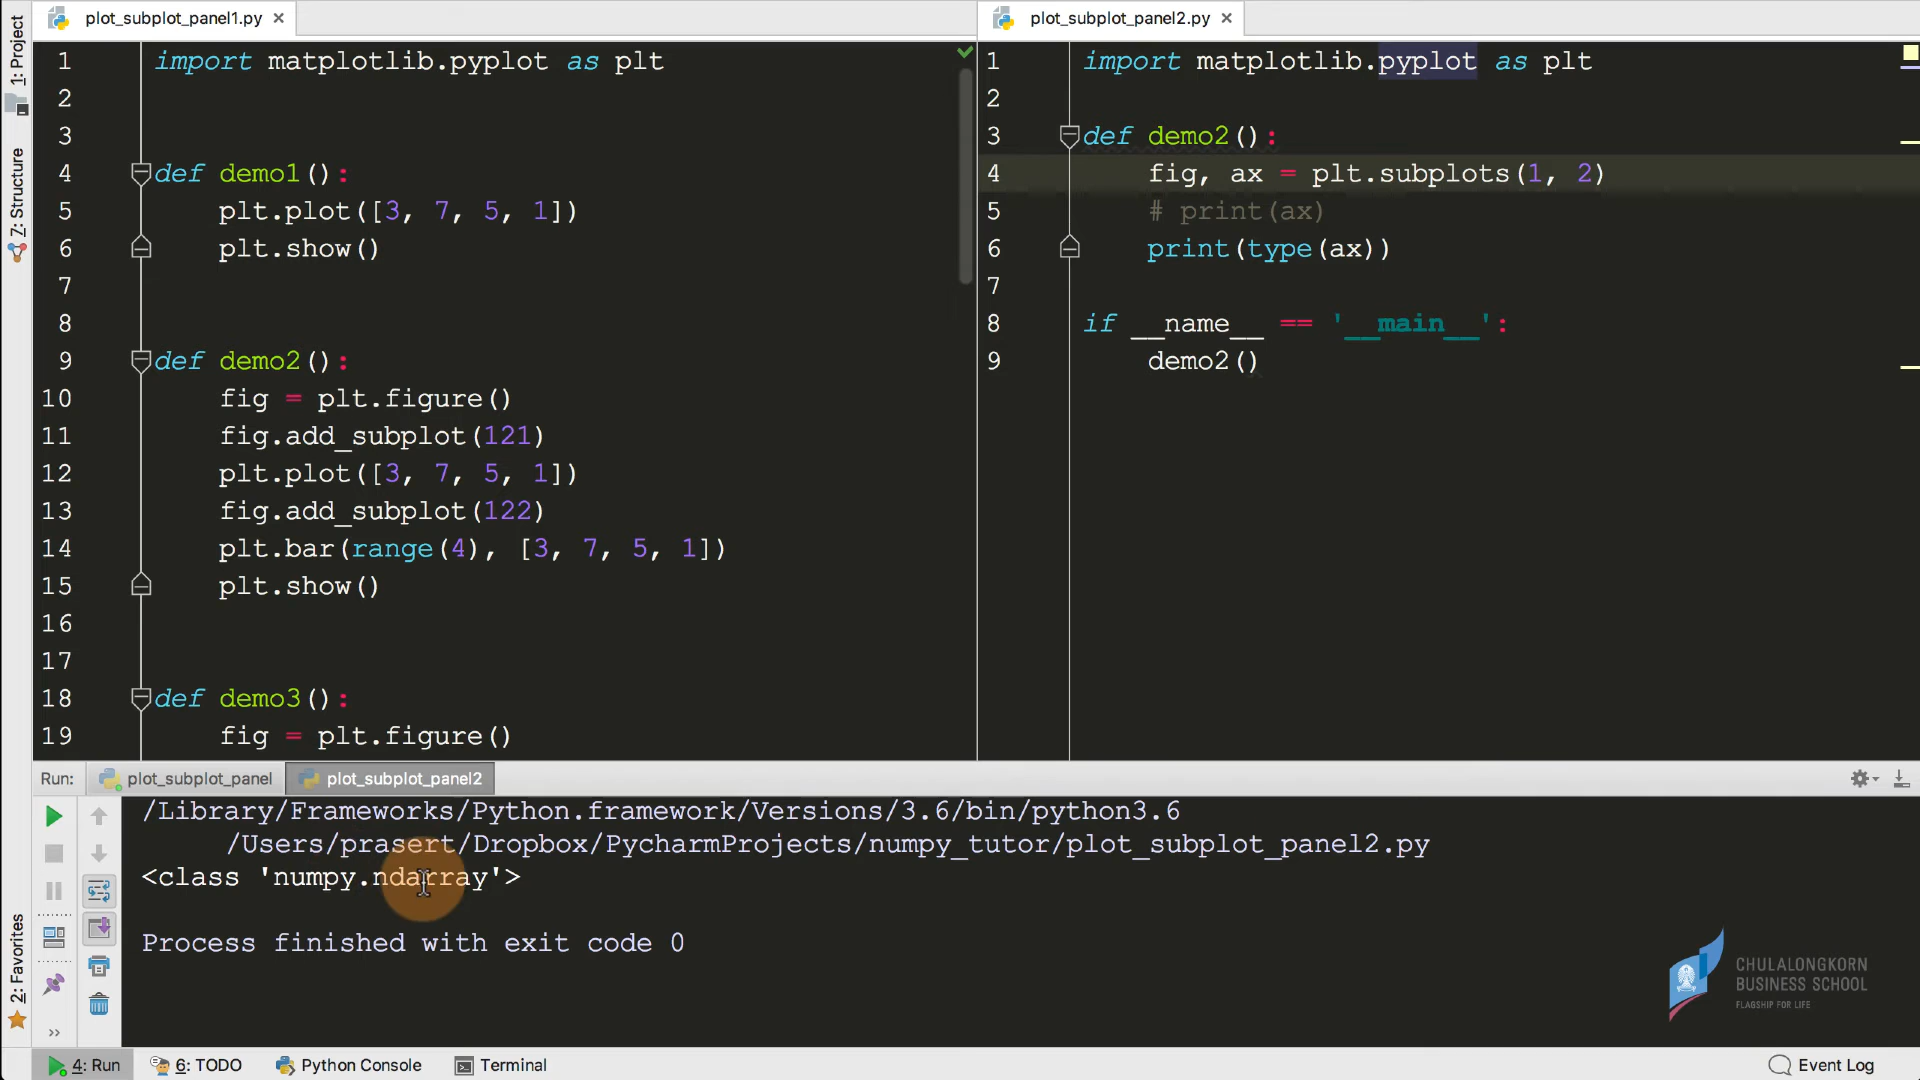 plot_subplot_panel1.py
plot_subplot_panel2.py
1: Project
Z: Structure
2: Favorites
1 import matplotlib.pyplot as plt
2
3
4 def demo1():
5 plt.plot([3, 7, 5, 1])
6 plt.show()
7
8
9 def demo2():
10 fig = plt.figure()
11 fig.add_subplot(121)
12 plt.plot([3, 7, 5, 1])
13 fig.add_subplot(122)
14 plt.bar(range(4), [3, 7, 5, 1])
15 plt.show()
16
17
18 def demo3():
19 fig = plt.figure()
1 import matplotlib.pyplot as plt
2
3 def demo2():
4 fig, ax = plt.subplots(1, 2)
5 # print(ax)
6 print(type(ax))
7
8 if __name__ == '__main__':
9 demo2()
Run: plot_subplot_panel plot_subplot_panel2
/Library/Frameworks/Python.framework/Versions/3.6/bin/python3.6
/Users/prasert/Dropbox/PycharmProjects/numpy_tutor/plot_subplot_panel2.py
<class 'numpy.ndarray'>
Process finished with exit code 0
CHULALONGKORN
BUSINESS SCHOOL
FLAGSHIP FOR LIFE
4: Run 6: TODO Python Console Terminal Event Log